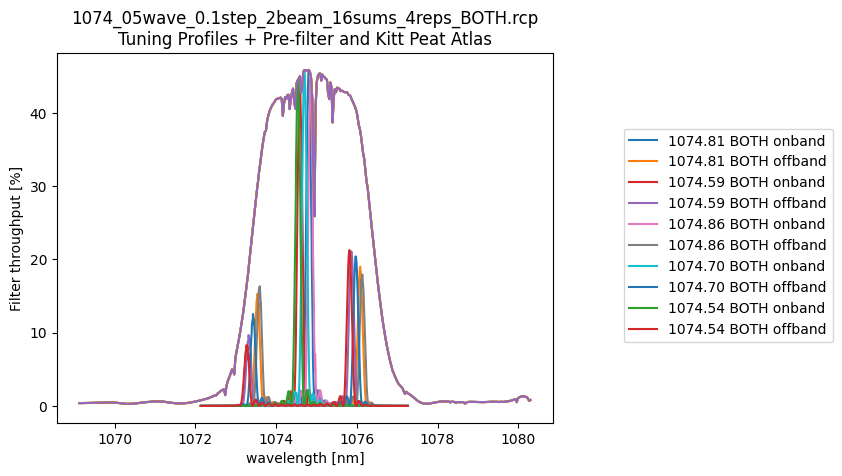 1074_05wave_0.1step_2beam_16sums_4reps_BOTH.rcp
Tuning Profiles + Pre-filter and Kitt Peat Atlas
Filter throughput [%]
40
30
20
10
0
1070 1072 1074 1076 1078 1080
wavelength [nm]
1074.81 BOTH onband
1074.81 BOTH offband
1074.59 BOTH onband
1074.59 BOTH offband
1074.86 BOTH onband
1074.86 BOTH offband
1074.70 BOTH onband
1074.70 BOTH offband
1074.54 BOTH onband
1074.54 BOTH offband